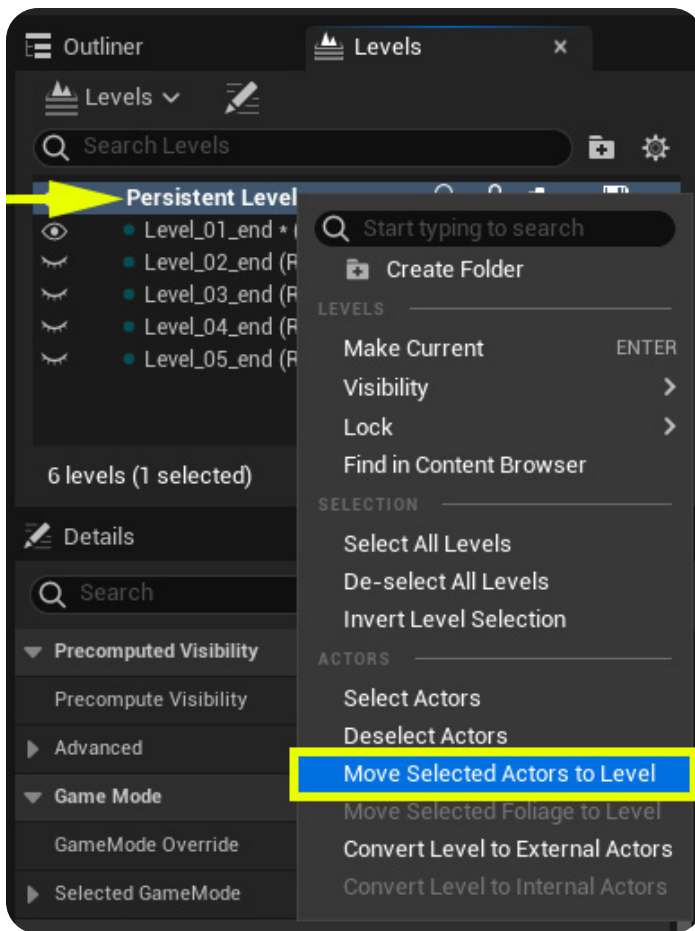 Outliner
Levels
Levels
Search Levels
Persistent Level
Level_01_end * (
Level_02_end (R
Level_03_end (R
Level_04_end (R
Level_05_end (R
6 levels (1 selected)
Details
Search
Precomputed Visibility
Precompute Visibility
Advanced
Game Mode
GameMode Override
Selected GameMode
Start typing to search
Create Folder
LEVELS
Make Current ENTER
Visibility
Lock
Find in Content Browser
SELECTION
Select All Levels
De-select All Levels
Invert Level Selection
ACTORS
Select Actors
Deselect Actors
Move Selected Actors to Level
Move Selected Foliage to Level
Convert Level to External Actors
Convert Level to Internal Actors